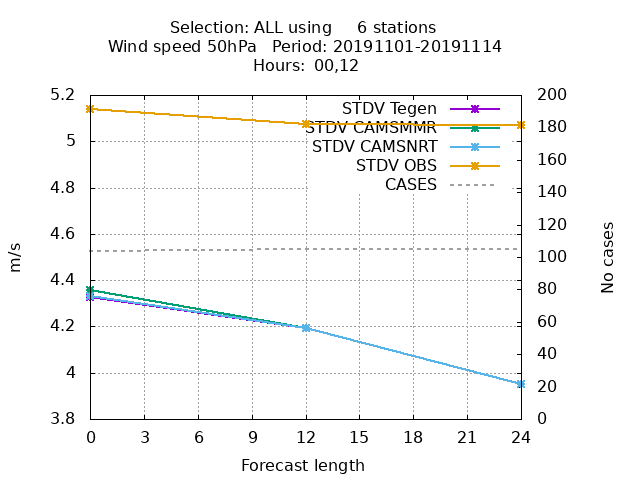 Selection: ALL using     6 stations
Wind speed 50hPa   Period: 20191101-20191114
Hours: 00,12
5.2
5
4.8
4.6
4.4
4.2
4
3.8
m/s
STDV Tegen
STDV CAMSMMR
STDV CAMSNRT
STDV OBS
CASES
200
180
160
140
120
100
80
60
40
20
0
No cases
0 3 6 9 12 15 18 21 24
Forecast length